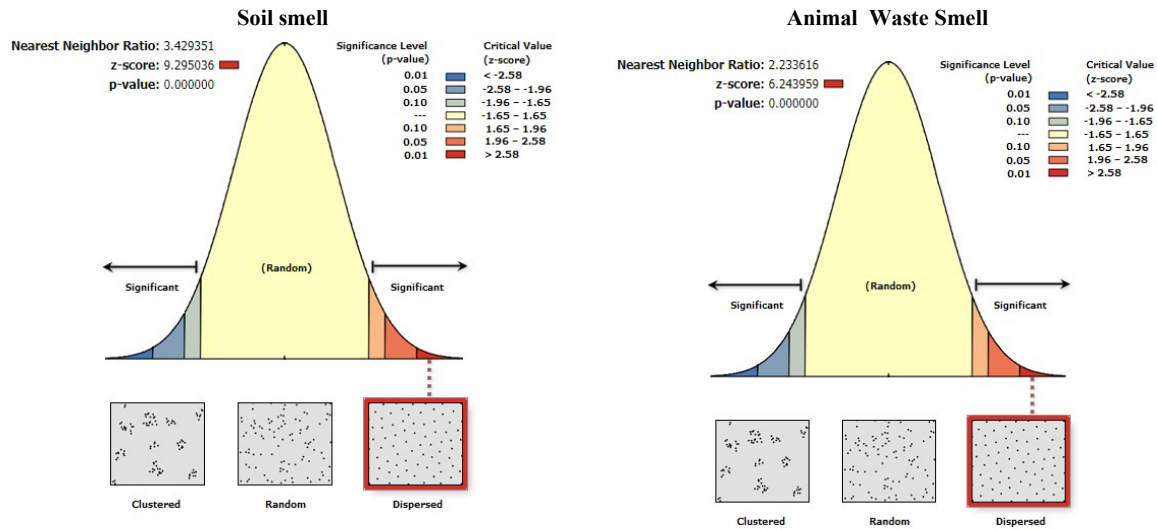 Soil smell
Nearest Neighbor Ratio: 3.429351
z-score: 9.295036
p-value: 0.000000
Significance Level
(p-value)
Critical Value
(z-score)
0.01 < -2.58
0.05 -2.58 – -1.96
0.10 -1.96 – -1.65
--- -1.65 – 1.65
0.10 1.65 – 1.96
0.05 1.96 – 2.58
0.01 > 2.58
(Random)
Significant
Significant
Clustered
Random
Dispersed
Animal Waste Smell
Nearest Neighbor Ratio: 2.233616
z-score: 6.243959
p-value: 0.000000
Significance Level
(p-value)
Critical Value
(z-score)
0.01 < -2.58
0.05 -2.58 – -1.96
0.10 -1.96 – -1.65
--- -1.65 – 1.65
0.10 1.65 – 1.96
0.05 1.96 – 2.58
0.01 > 2.58
(Random)
Significant
Significant
Clustered
Random
Dispersed